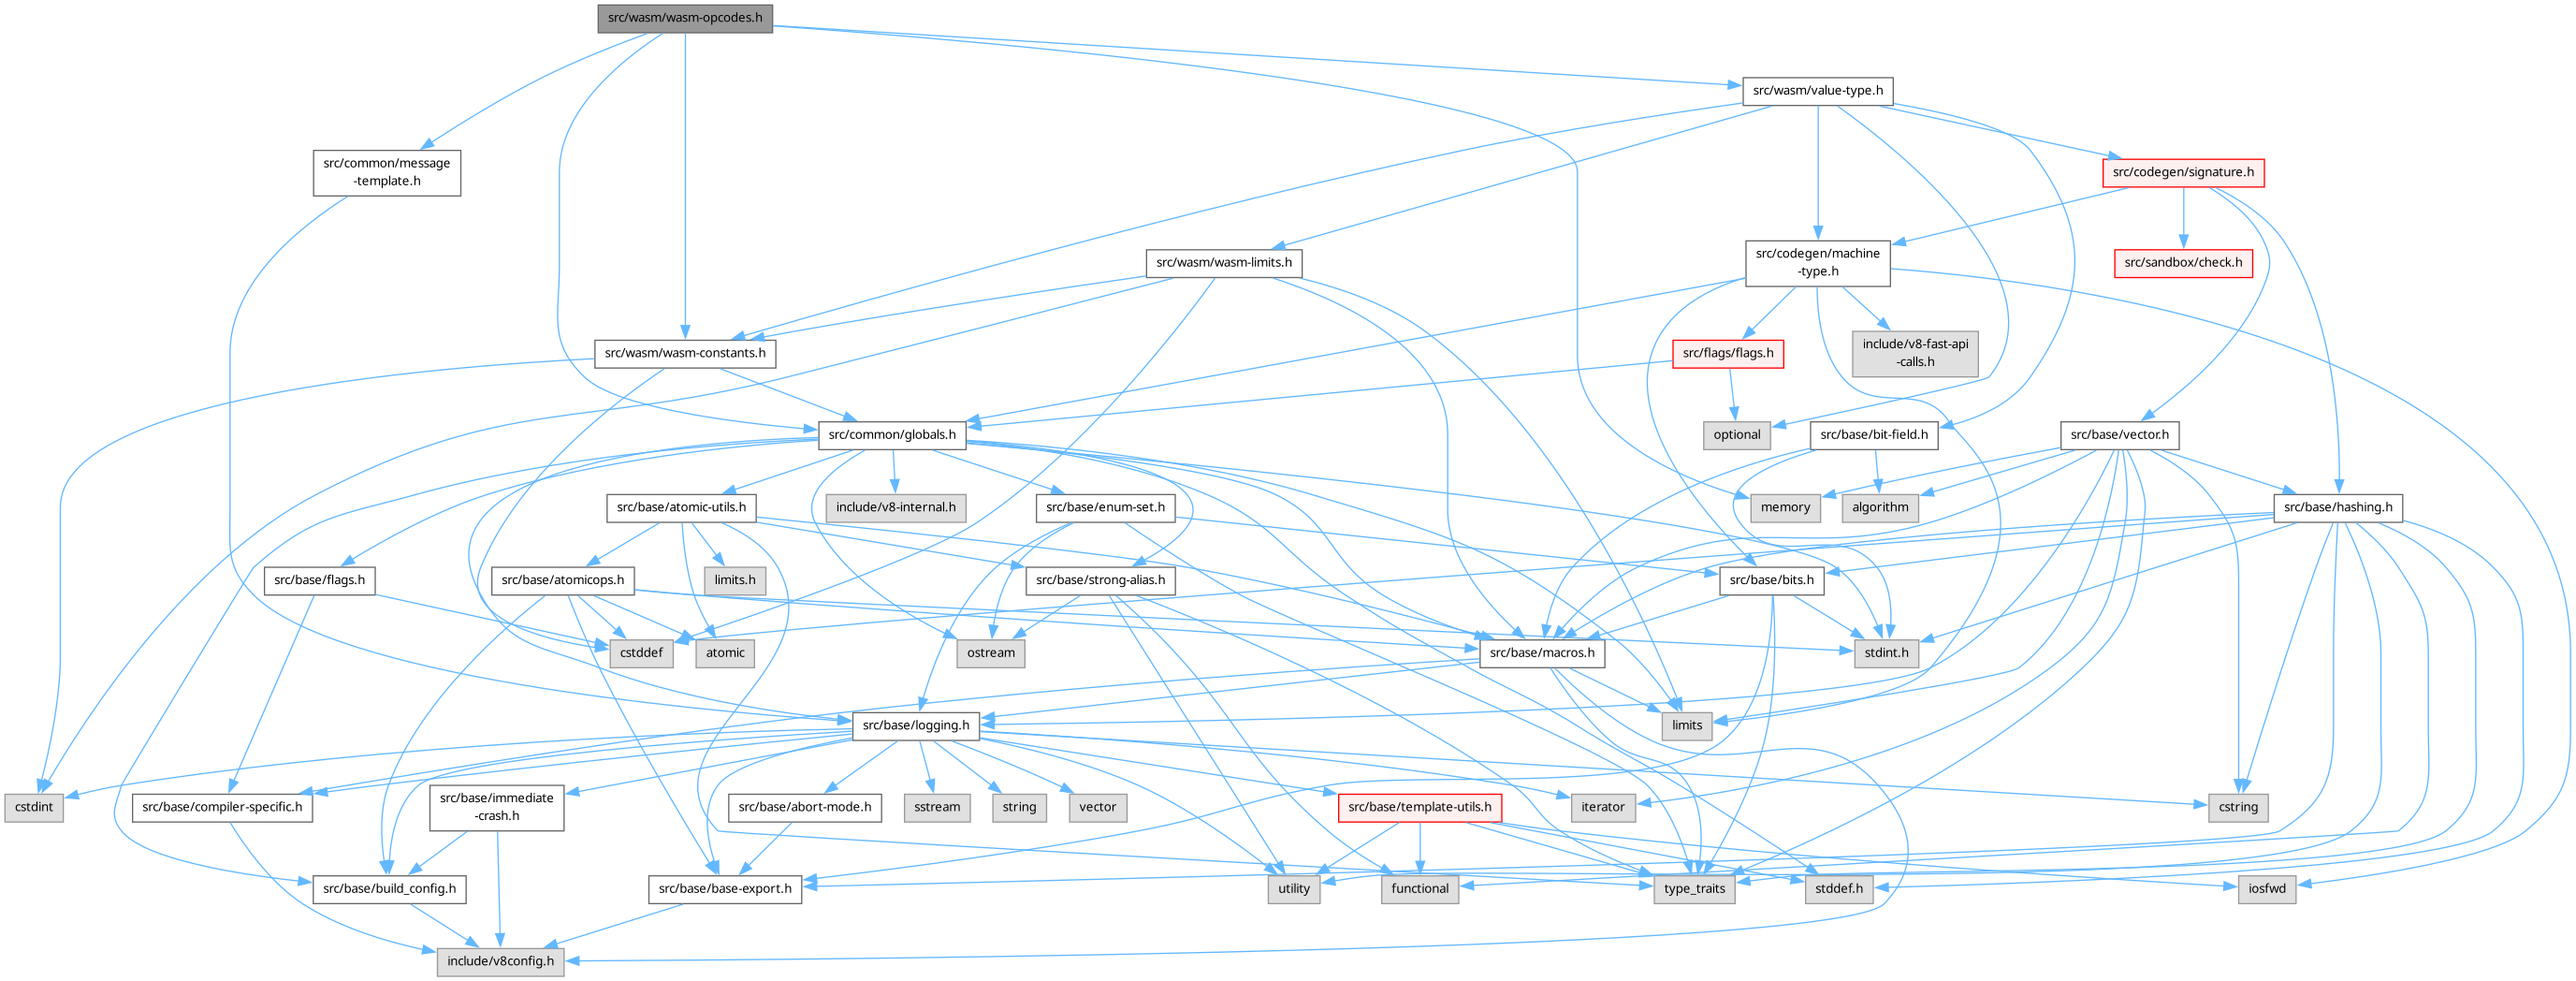 src/wasm/wasm-opcodes.h
src/wasm/value-type.h
src/common/message
-template.h
src/codegen/signature.h
src/wasm/wasm-limits.h
src/codegen/machine
-type.h
src/sandbox/check.h
src/wasm/wasm-constants.h
src/flags/flags.h
include/v8-fast-api
-calls.h
src/common/globals.h
optional
src/base/bit-field.h
src/base/vector.h
src/base/atomic-utils.h
include/v8-internal.h
src/base/enum-set.h
memory
algorithm
src/base/hashing.h
src/base/flags.h
src/base/atomicops.h
limits.h
src/base/strong-alias.h
src/base/bits.h
cstddef
atomic
ostream
src/base/macros.h
stdint.h
src/base/logging.h
limits
cstdint
src/base/compiler-specific.h
src/base/immediate
-crash.h
src/base/abort-mode.h
sstream
string
vector
src/base/template-utils.h
iterator
cstring
src/base/build_config.h
src/base/base-export.h
utility
functional
type_traits
stddef.h
iosfwd
include/v8config.h